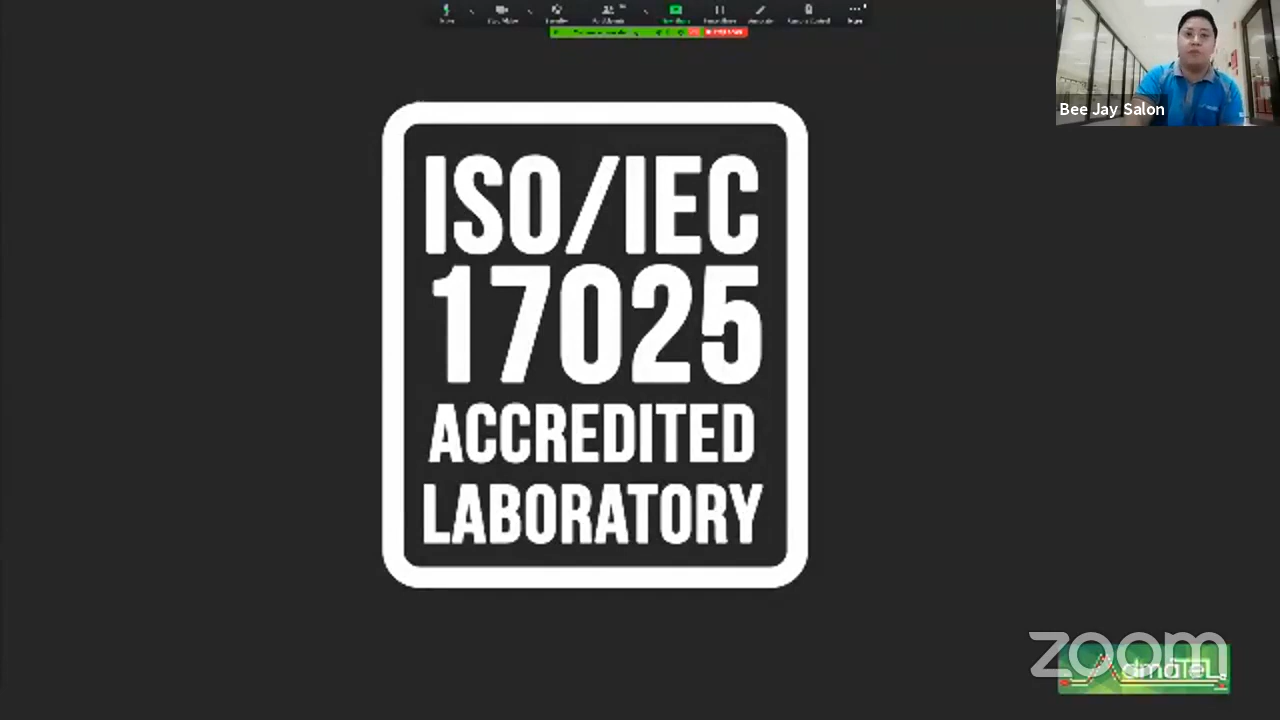 Bee Jay Salon
ISO/IEC
17025
ACCREDITED
LABORATORY
zoom
AdmaTeL